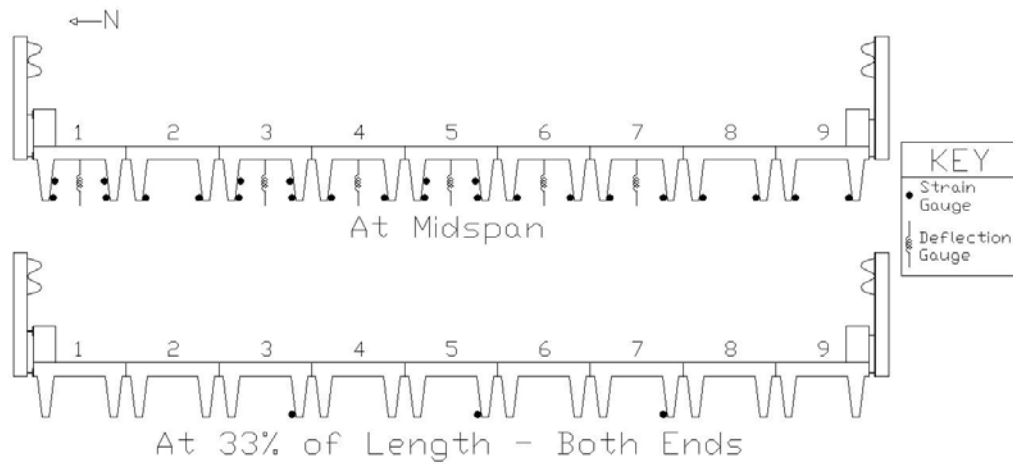 N
1 2 3 4 5 6 7 8 9
At Midspan
KEY
Strain
Gauge
Deflection
Gauge
1 2 3 4 5 6 7 8 9
At 33% of Length - Both Ends